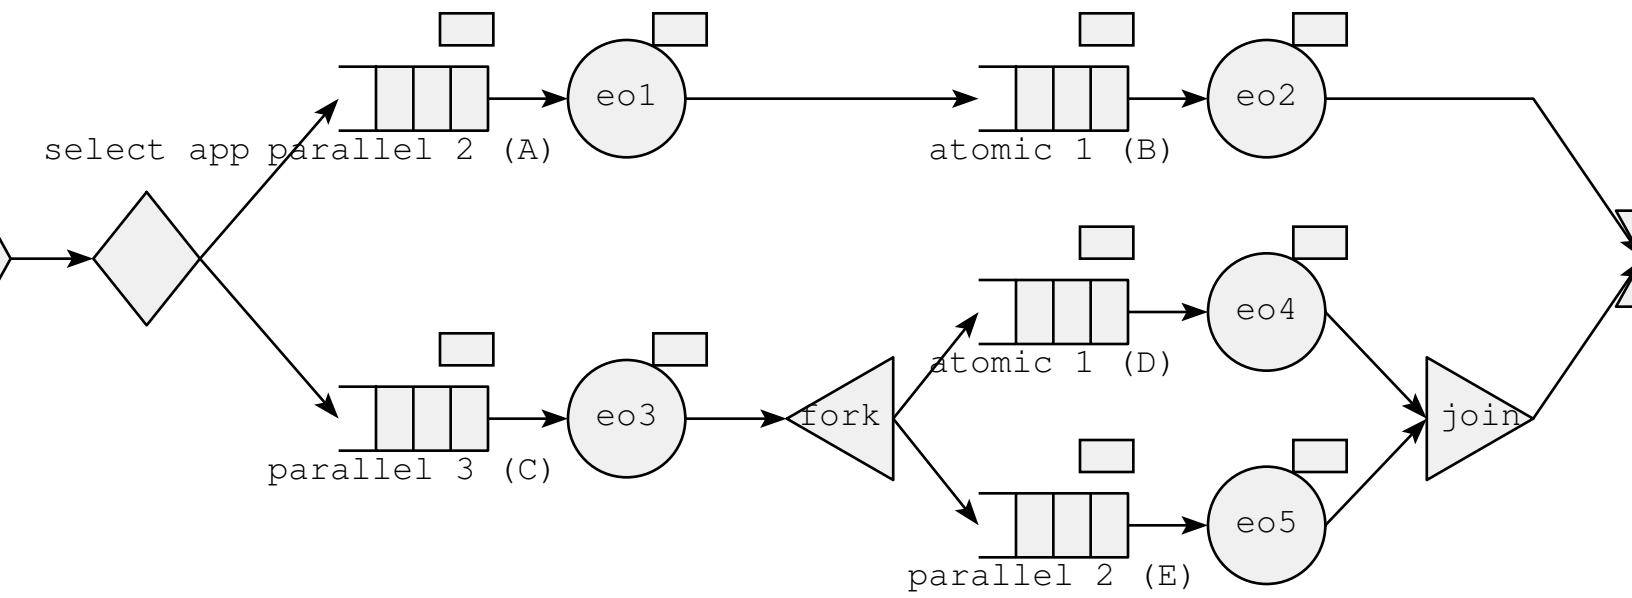 eo1
eo2
select app
parallel 2 (A)
atomic 1 (B)
eo4
atomic 1 (D)
eo3
fork
join
parallel 3 (C)
eo5
parallel 2 (E)